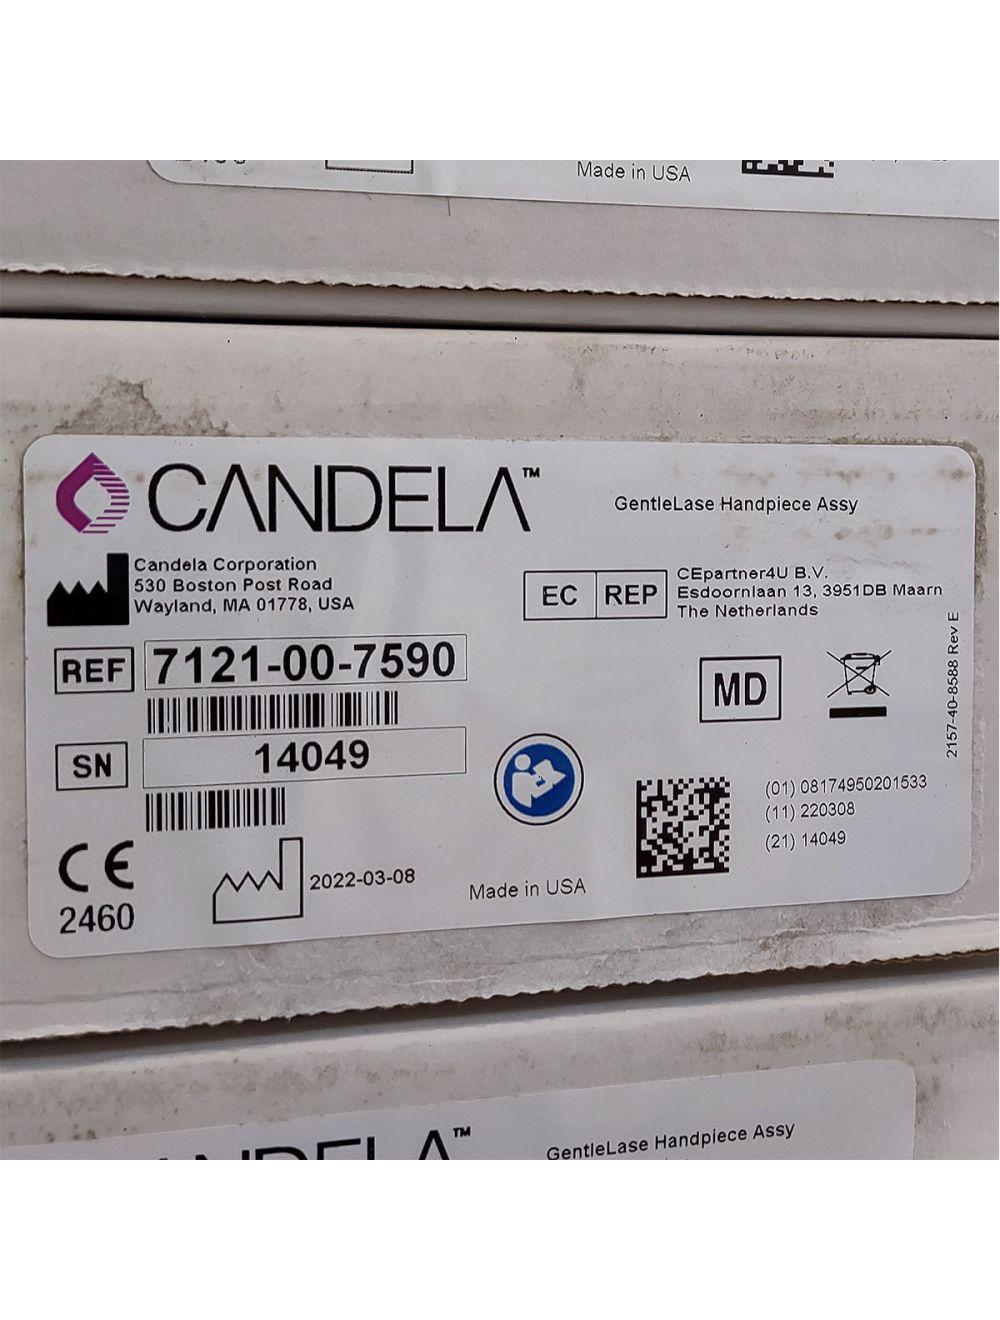 Made in USA
CANDELA™
GentleLase Handpiece Assy
Candela Corporation
530 Boston Post Road
Wayland, MA 01778, USA
EC REP
CEpartner4U B.V.
Esdoornlaan 13, 3951DB Maarn
The Netherlands
REF 7121-00-7590
MD
2157-40-8588 Rev E
SN 14049
(01) 08174950201533
(11) 220308
(21) 14049
CE
2460
2022-03-08
Made in USA
CANDELA™
GentleLase Handpiece Assy